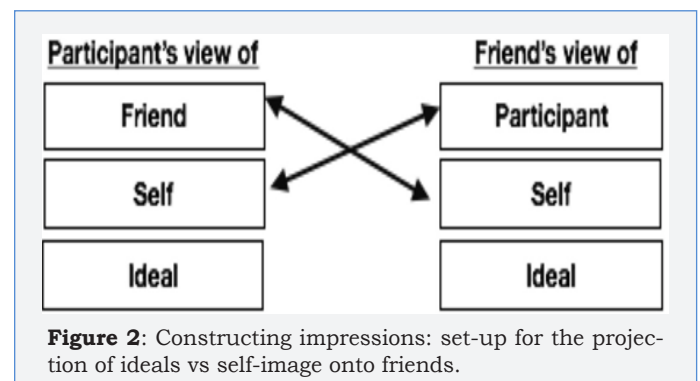 Participant's view of
Friend's view of
Friend
Participant
Self
Self
Ideal
Ideal
Figure 2: Constructing impressions: set-up for the projec-
tion of ideals vs self-image onto friends.